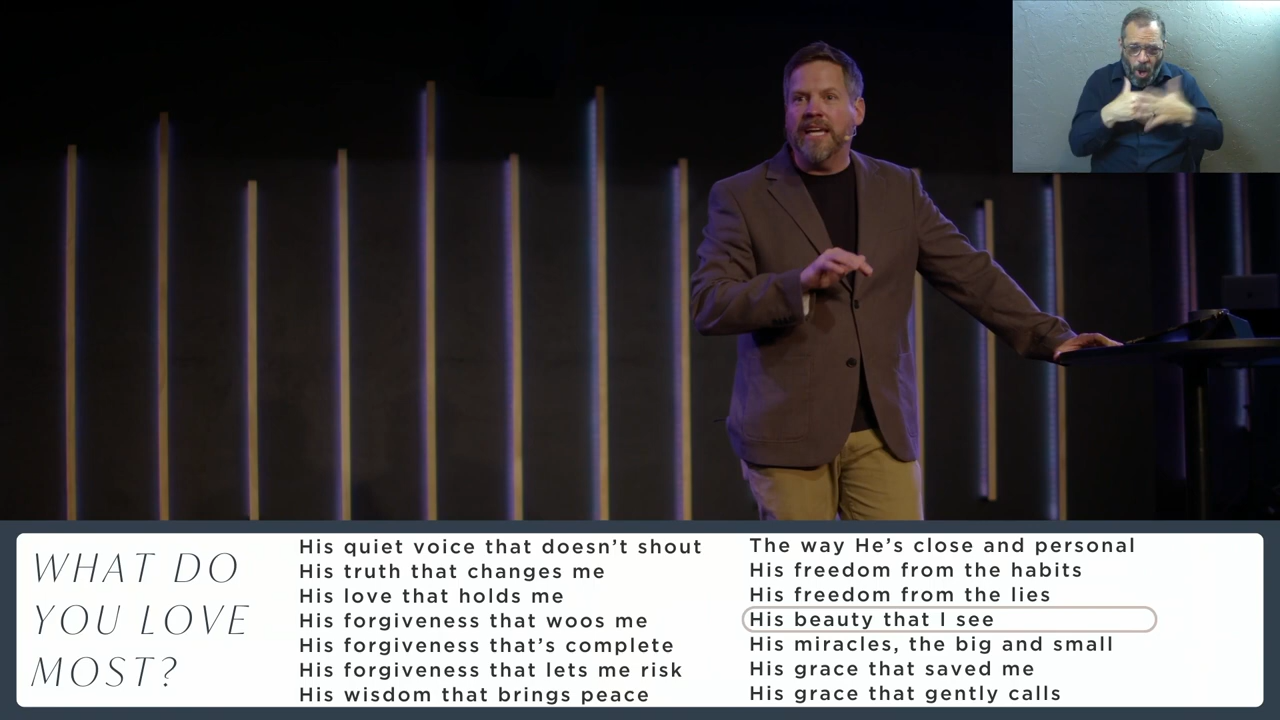 WHAT DO
YOU LOVE
MOST?
His quiet voice that doesn’t shout
His truth that changes me
His love that holds me
His forgiveness that woos me
His forgiveness that’s complete
His forgiveness that lets me risk
His wisdom that brings peace
The way He’s close and personal
His freedom from the habits
His freedom from the lies
His beauty that I see
His miracles, the big and small
His grace that saved me
His grace that gently calls